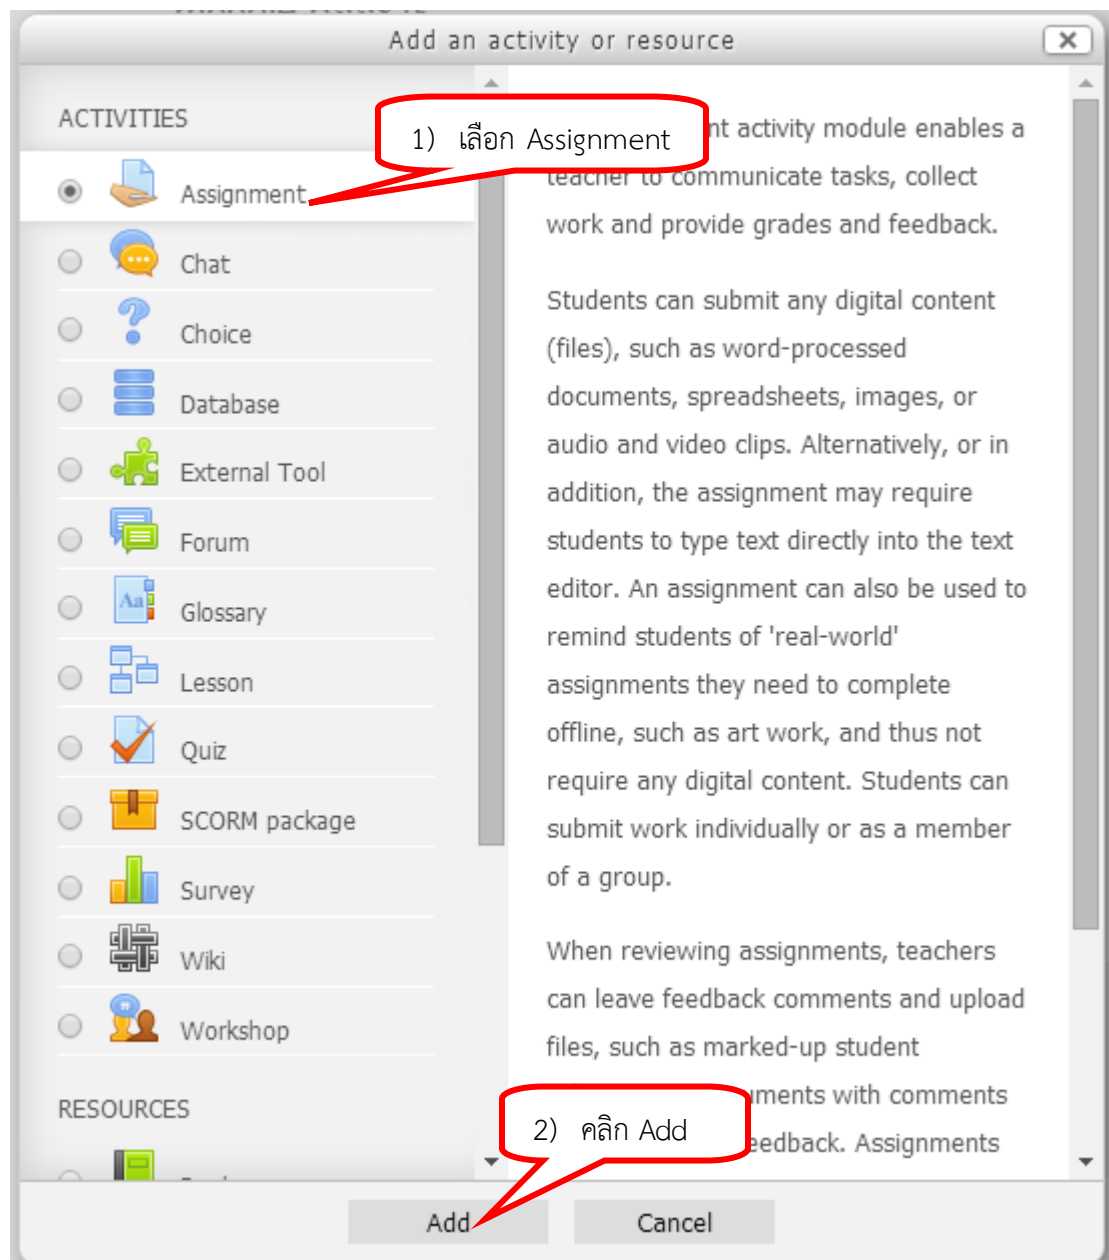 Add an activity or resource
ACTIVITIES
1) เลือก Assignment
Assignment
Chat
Choice
Database
External Tool
Forum
Glossary
Lesson
Quiz
SCORM package
Survey
Wiki
Workshop
RESOURCES
nt activity module enables a
teacher to communicate tasks, collect
work and provide grades and feedback.
Students can submit any digital content
(files), such as word-processed
documents, spreadsheets, images, or
audio and video clips. Alternatively, or in
addition, the assignment may require
students to type text directly into the text
editor. An assignment can also be used to
remind students of 'real-world'
assignments they need to complete
offline, such as art work, and thus not
require any digital content. Students can
submit work individually or as a member
of a group.
When reviewing assignments, teachers
can leave feedback comments and upload
files, such as marked-up student
uments with comments
eedback. Assignments
2) คลิก Add
Add
Cancel